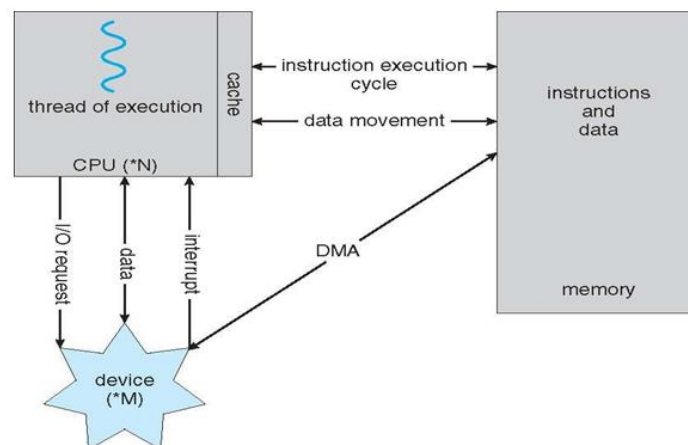 thread of execution
cache
CPU (*N)
instruction execution
cycle
data movement
instructions
and
data
memory
I/O request
data
interrupt
DMA
device
(*M)